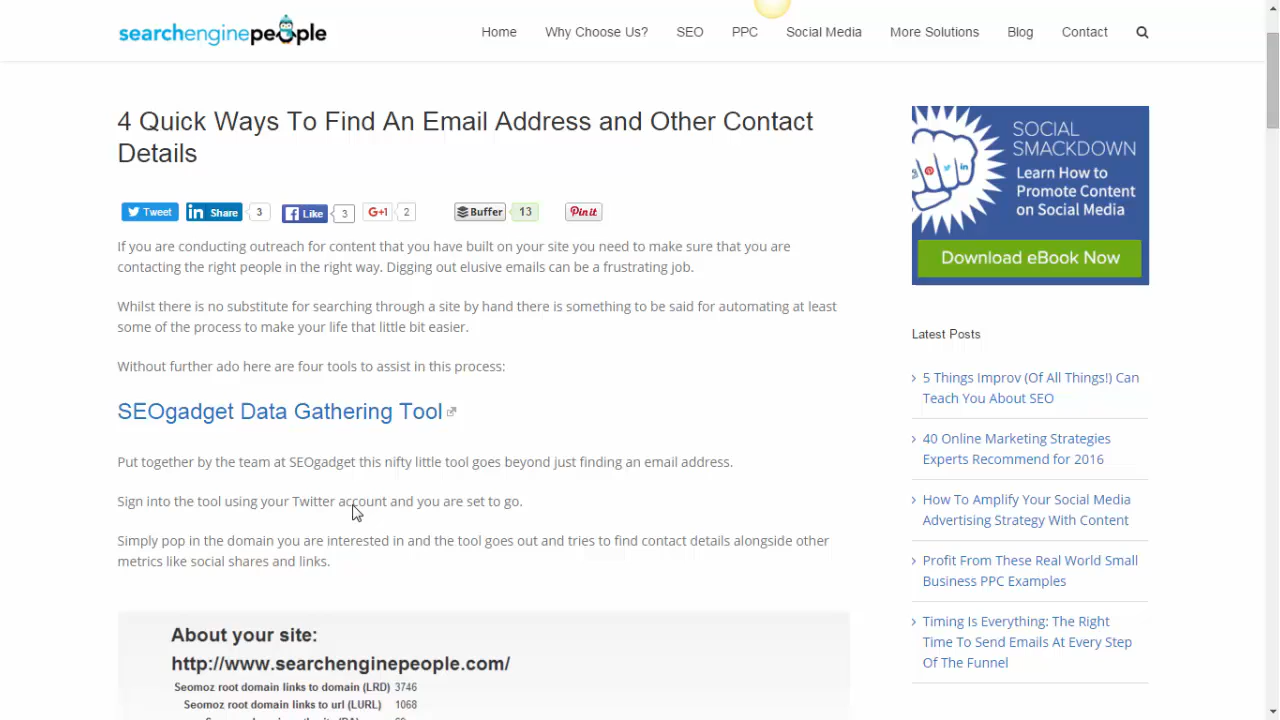 searchenginepeople
Home Why Choose Us? SEO PPC Social Media More Solutions Blog Contact
4 Quick Ways To Find An Email Address and Other Contact
Details
Tweet Share 3 Like 3 G+1 2 Buffer 13 Pin it
If you are conducting outreach for content that you have built on your site you need to make sure that you are
contacting the right people in the right way. Digging out elusive emails can be a frustrating job.
Whilst there is no substitute for searching through a site by hand there is something to be said for automating at least
some of the process to make your life that little bit easier.
Without further ado here are four tools to assist in this process:
SEOgadget Data Gathering Tool
Put together by the team at SEOgadget this nifty little tool goes beyond just finding an email address.
Sign into the tool using your Twitter account and you are set to go.
Simply pop in the domain you are interested in and the tool goes out and tries to find contact details alongside other
metrics like social shares and links.
About your site:
http://www.searchenginepeople.com/
Seomoz root domain links to domain (LRD) 3746
Seomoz root domain links to url (LURL) 1068
SOCIAL
SMACKDOWN
Learn How to
Promote Content
on Social Media
Download eBook Now
Latest Posts
5 Things Improv (Of All Things!) Can
Teach You About SEO
40 Online Marketing Strategies
Experts Recommend for 2016
How To Amplify Your Social Media
Advertising Strategy With Content
Profit From These Real World Small
Business PPC Examples
Timing Is Everything: The Right
Time To Send Emails At Every Step
Of The Funnel